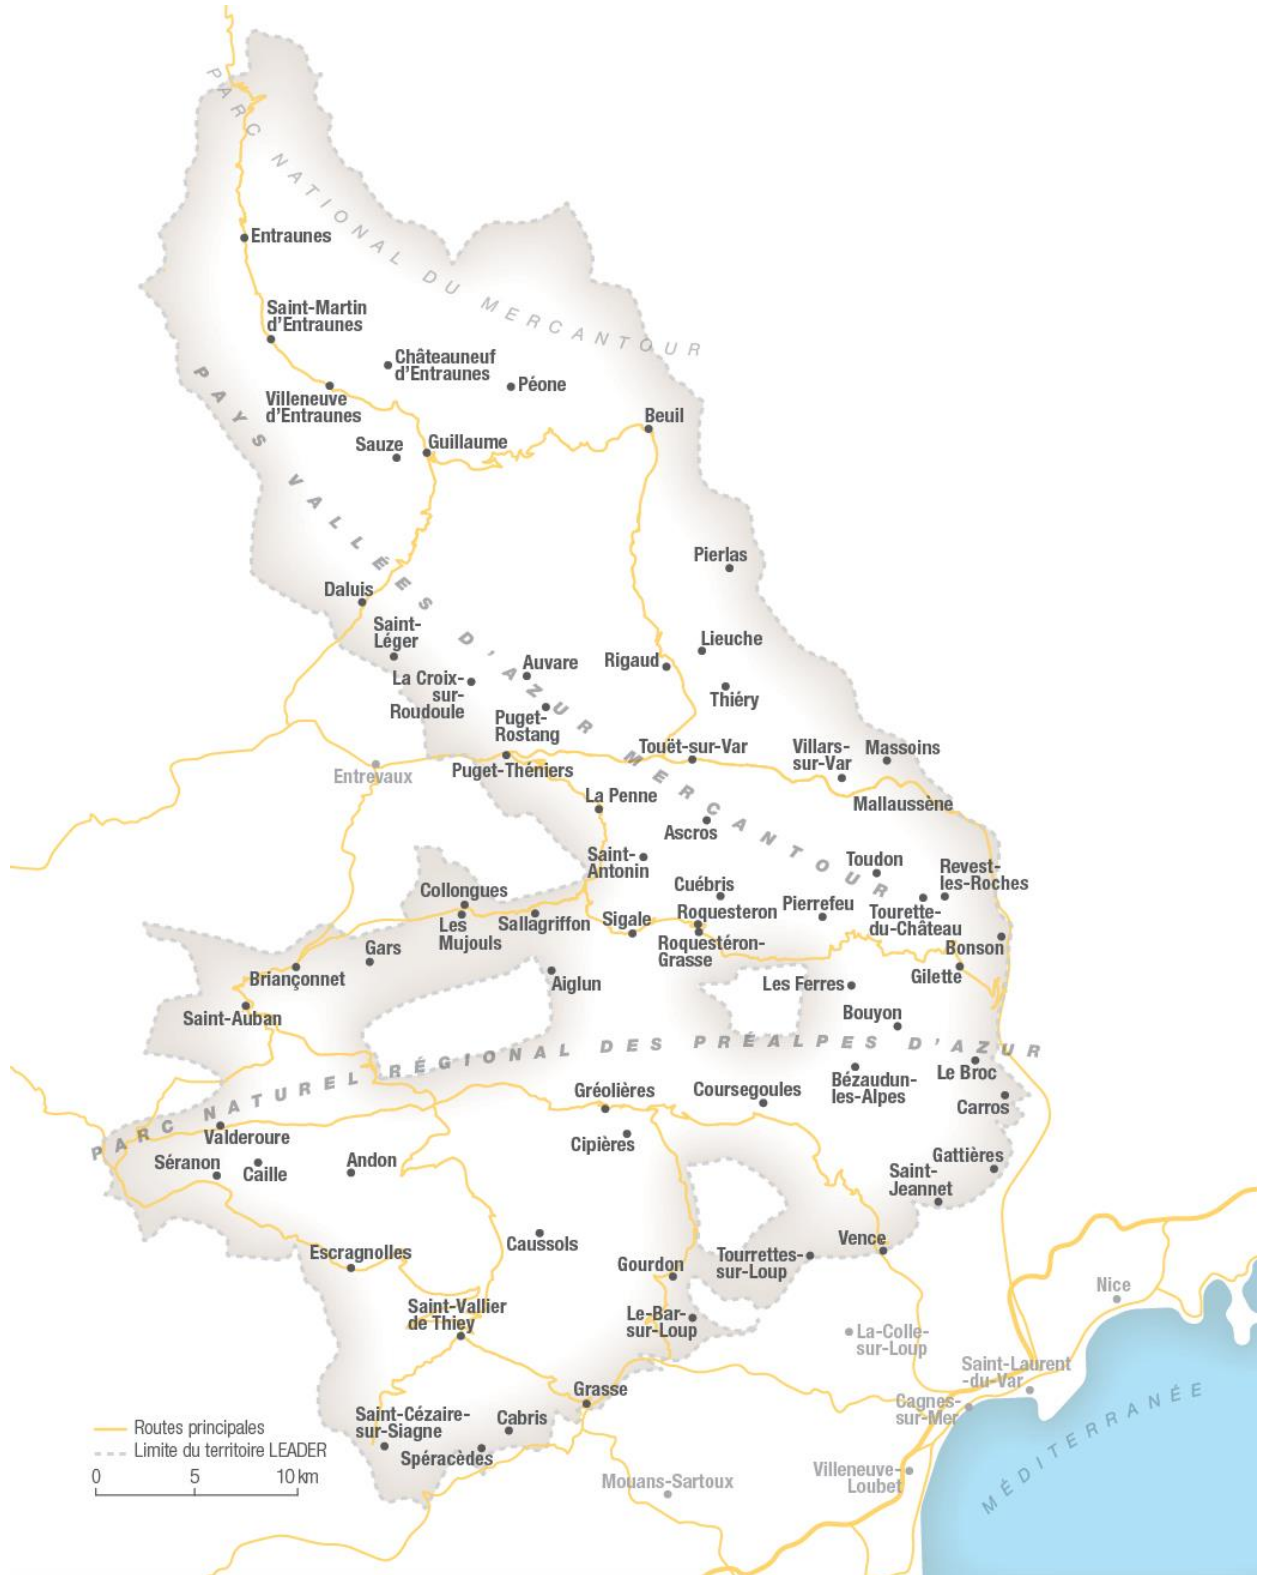 PARC NATIONAL DU MERCANTOUR
Entraunes
Saint-Martin
d'Entraunes
Châteauneuf
d'Entraunes
Péone
Villeneuve
d'Entraunes
Beuil
Sauze
Guillaume
PAYS VALLÉES D'AZUR MERCANTOUR
Pierlas
Daluis
Saint-
Léger
Lieuche
Auvare
Rigaud
La Croix-
sur-
Roudoule
Thiéry
Puget-
Rostang
Touët-sur-Var
Villars-
sur-Var
Massoins
Entrevaux
Puget-Théniers
La Penne
Mallaussène
Ascros
Saint-
Antonin
Toudon
Revest-
les-Roches
Collongues
Cuébris
Pierrefeu
Tourette-
du-Château
Les
Mujouls
Sallagriffon
Sigale
Roquesteron
Roquestéron-
Grasse
Bonson
Gars
Briançonnet
Aiglun
Les Ferres
Gilette
Saint-Auban
Bouyon
PARC NATUREL RÉGIONAL DES PRÉALPES D'AZUR
Gréolières
Coursegoules
Bézaudun-
les-Alpes
Le Broc
Carros
Valderoure
Cipières
Séranon
Caille
Andon
Gattières
Saint-
Jeannet
Caussols
Vence
Escragnolles
Gourdon
Tourrettes-
sur-Loup
Nice
Saint-Vallier
de Thiey
Le-Bar-
sur-Loup
La-Colle-
sur-Loup
Saint-Laurent
-du-Var
Grasse
Cagnes-
sur-Mer
MÉDITERRANÉE
Saint-Cézaire-
sur-Siagne
Cabris
Spéracèdes
Villeneuve-
Loubet
Mouans-Sartoux
Routes principales
Limite du territoire LEADER
0 5 10 km